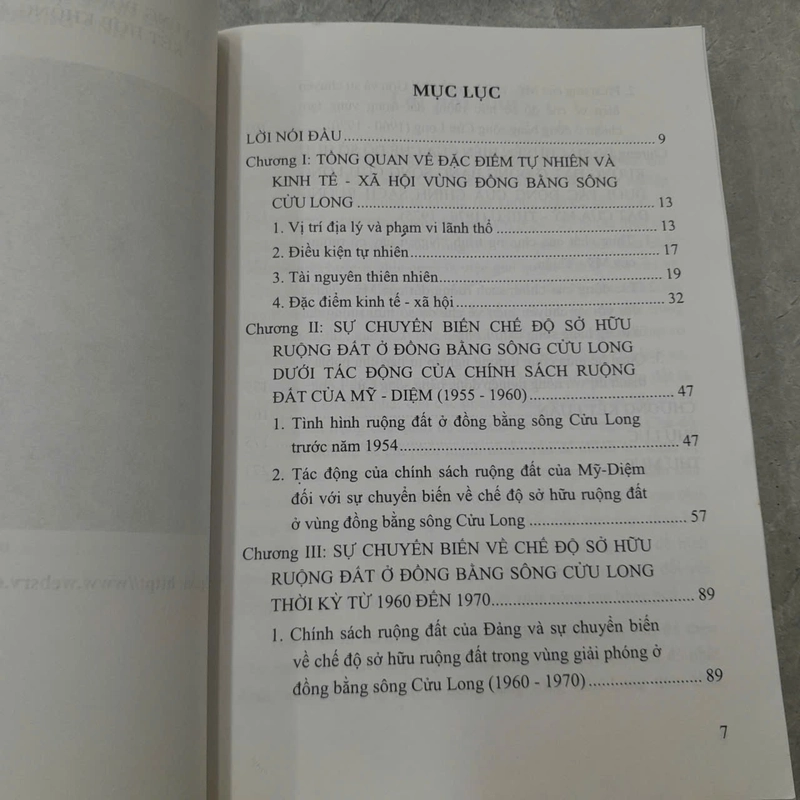 MỤC LỤC
LỜI NÓI ĐẦU.......................................................... 9
Chương I: TỔNG QUAN VỀ ĐẶC ĐIỂM TỰ NHIÊN VÀ
KINH TẾ - XÃ HỘI VÙNG ĐỒNG BẰNG SÔNG
CỬU LONG ...................................................... 13
1. Vị trí địa lý và phạm vi lãnh thổ ............................. 13
2. Điều kiện tự nhiên............................................. 17
3. Tài nguyên thiên nhiên........................................ 19
4. Đặc điểm kinh tế - xã hội ..................................... 32
Chương II: SỰ CHUYỂN BIẾN CHẾ ĐỘ SỞ HỮU
RUỘNG ĐẤT Ở ĐỒNG BẰNG SÔNG CỬU LONG
DƯỚI TÁC ĐỘNG CỦA CHÍNH SÁCH RUỘNG
ĐẤT CỦA MỸ - DIỆM (1955 - 1960) ............................. 47
1. Tình hình ruộng đất ở đồng bằng sông Cửu Long
trước năm 1954.................................................. 47
2. Tác động của chính sách ruộng đất của Mỹ-Diệm
đối với sự chuyển biến về chế độ sở hữu ruộng đất
ở vùng đồng bằng sông Cửu Long ............................. 57
Chương III: SỰ CHUYỂN BIẾN VỀ CHẾ ĐỘ SỞ HỮU
RUỘNG ĐẤT Ở ĐỒNG BẰNG SÔNG CỬU LONG
THỜI KỲ TỪ 1960 ĐẾN 1970..................................... 89
1. Chính sách ruộng đất của Đảng và sự chuyển biến
về chế độ sở hữu ruộng đất trong vùng giải phóng ở
đồng bằng sông Cửu Long (1960 - 1970) ...................... 89
7